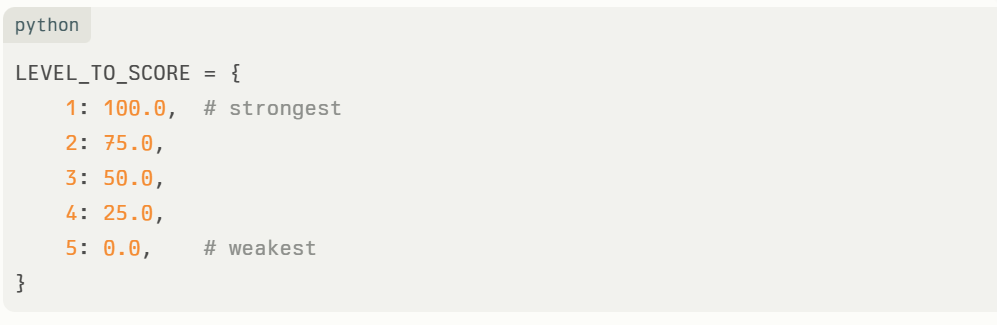 python
LEVEL_TO_SCORE = {
    1: 100.0,  # strongest
    2: 75.0,
    3: 50.0,
    4: 25.0,
    5: 0.0,    # weakest
}